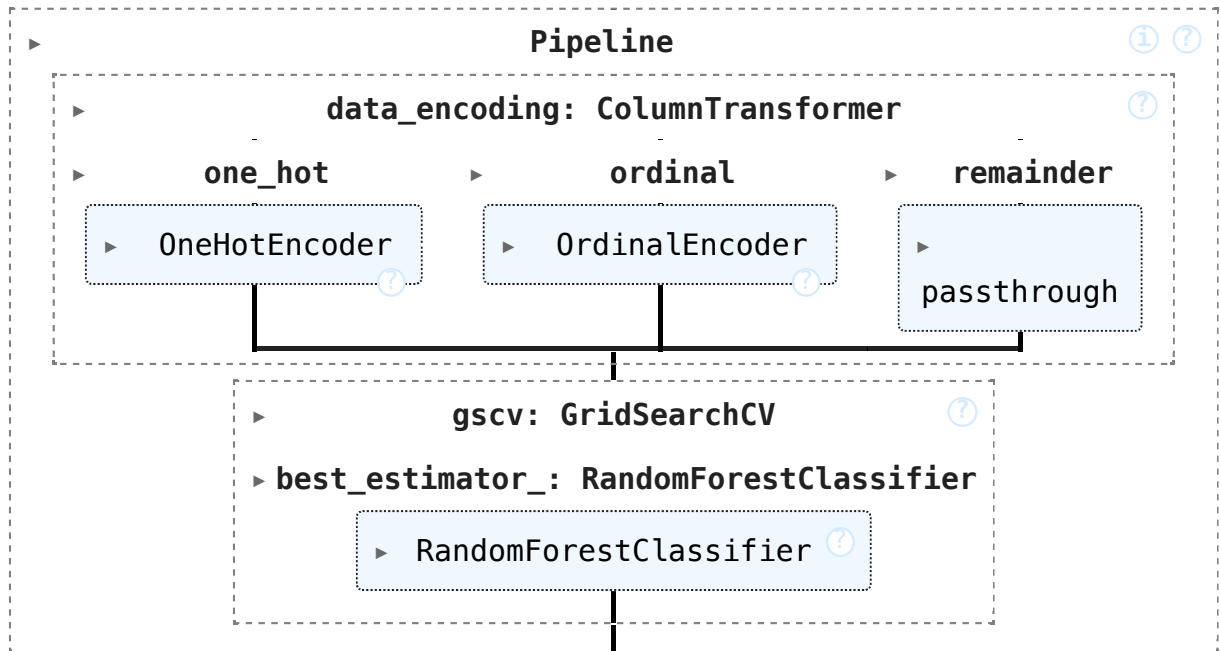 ▸ Pipeline i ?
▸ data_encoding: ColumnTransformer ?
▸ one_hot ▸ ordinal ▸ remainder
▸ OneHotEncoder ? ▸ OrdinalEncoder ? ▸
passthrough
▸ gscv: GridSearchCV ?
▸ best_estimator_: RandomForestClassifier
▸ RandomForestClassifier ?